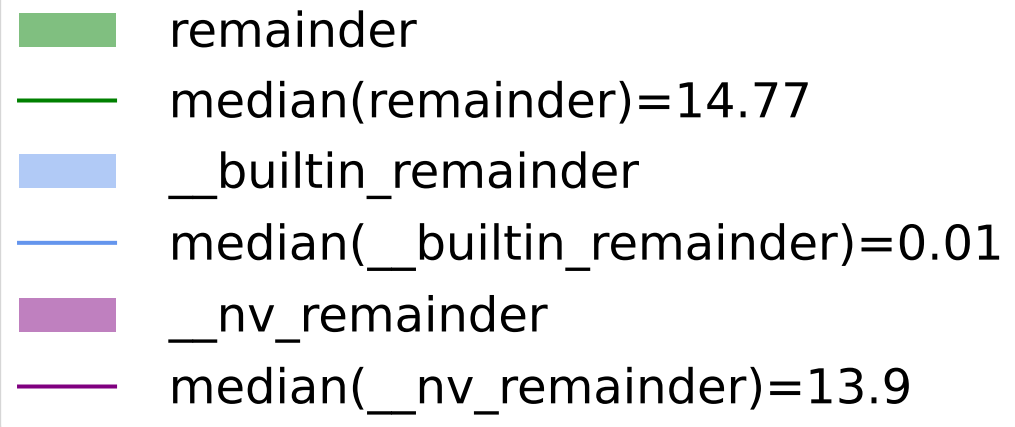 remainder
median(remainder)=14.77
__builtin_remainder
median(__builtin_remainder)=0.01
__nv_remainder
median(__nv_remainder)=13.9